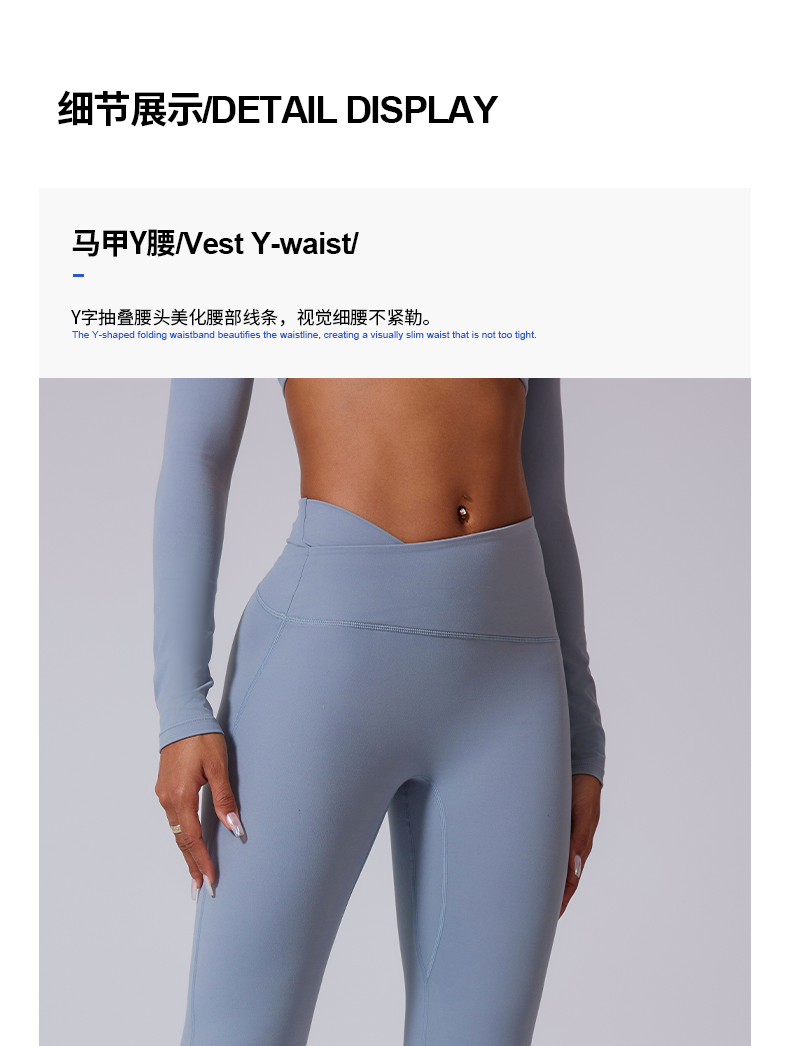 细节展示/DETAIL DISPLAY
马甲Y腰/Vest Y-waist/
Y字抽叠腰头美化腰部线条，视觉细腰不紧勒。
The Y-shaped folding waistband beautifies the waistline, creating a visually slim waist that is not too tight.